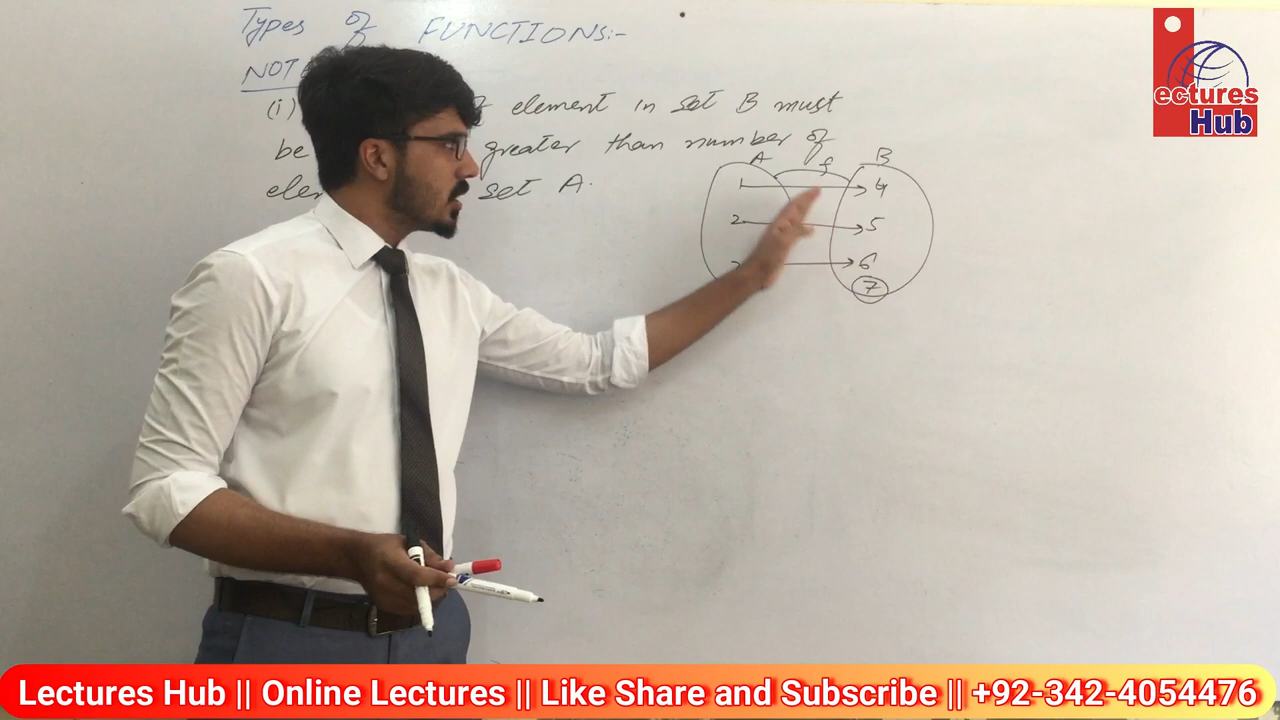 Types of FUNCTIONS:-
NOT
(i) element in set B must
be greater than number of
elem set A.
A f B
1 4
2 5
6
7
ectures
Hub
Lectures Hub || Online Lectures || Like Share and Subscribe || +92-342-4054476